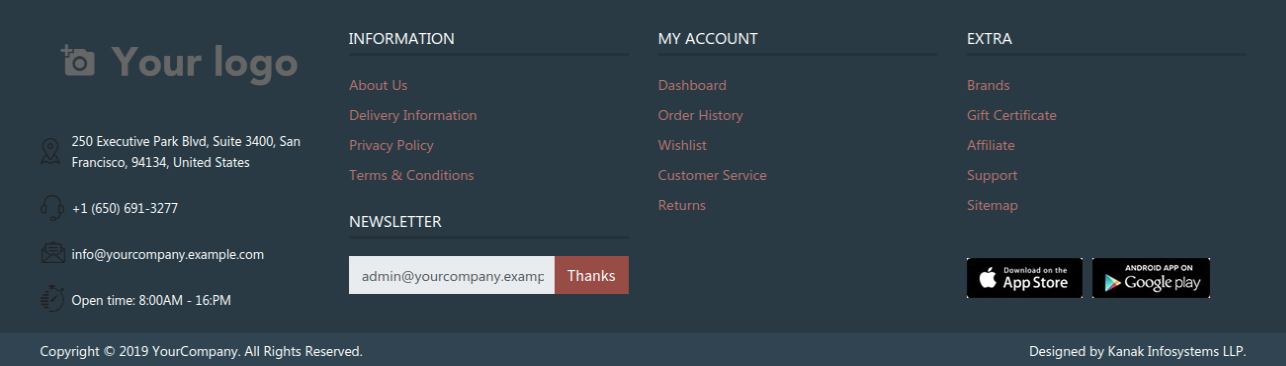 Your logo
250 Executive Park Blvd, Suite 3400, San
Francisco, 94134, United States
+1 (650) 691-3277
info@yourcompany.example.com
Open time: 8:00AM - 16:PM
INFORMATION
About Us
Delivery Information
Privacy Policy
Terms & Conditions
NEWSLETTER
admin@yourcompany.examp Thanks
MY ACCOUNT
Dashboard
Order History
Wishlist
Customer Service
Returns
EXTRA
Brands
Gift Certificate
Affiliate
Support
Sitemap
Download on the
App Store
ANDROID APP ON
Google play
Copyright © 2019 YourCompany. All Rights Reserved.
Designed by Kanak Infosystems LLP.